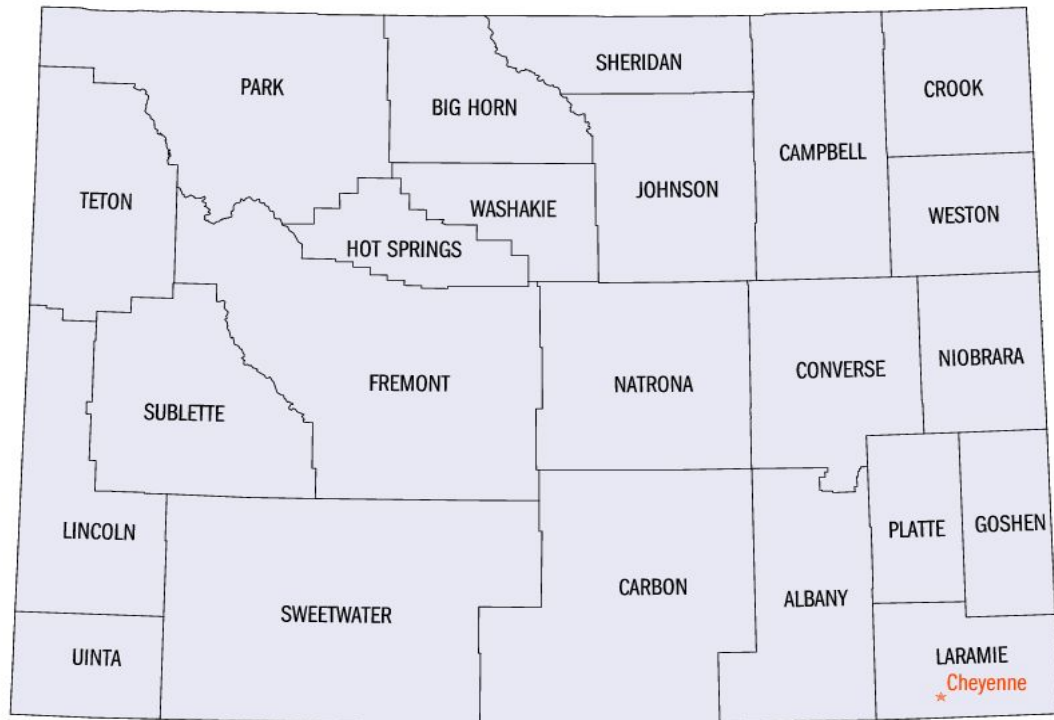 SHERIDAN
PARK
CROOK
BIG HORN
CAMPBELL
JOHNSON
TETON
WASHAKIE
WESTON
HOT SPRINGS
NIOBRARA
CONVERSE
FREMONT
NATRONA
SUBLETTE
LINCOLN
PLATTE
GOSHEN
CARBON
ALBANY
SWEETWATER
UINTA
LARAMIE
Cheyenne